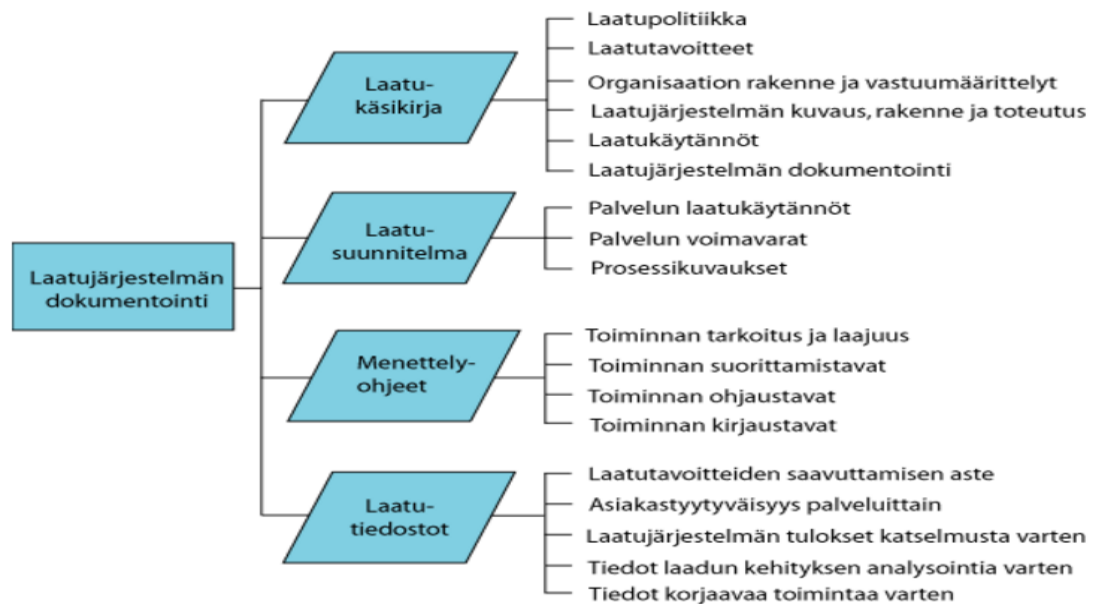 Laatujärjestelmän
dokumentointi
Laatu-
käsikirja
Laatupolitiikka
Laatutavoitteet
Organisaation rakenne ja vastuumäärittelyt
Laatujärjestelmän kuvaus, rakenne ja toteutus
Laatukäytännöt
Laatujärjestelmän dokumentointi
Laatu-
suunnitelma
Palvelun laatukäytännöt
Palvelun voimavarat
Prosessikuvaukset
Menettely-
ohjeet
Toiminnan tarkoitus ja laajuus
Toiminnan suorittamistavat
Toiminnan ohjaustavat
Toiminnan kirjaustavat
Laatu-
tiedostot
Laatutavoitteiden saavuttamisen aste
Asiakastyytyväisyys palveluittain
Laatujärjestelmän tulokset katselmusta varten
Tiedot laadun kehityksen analysointia varten
Tiedot korjaavaa toimintaa varten